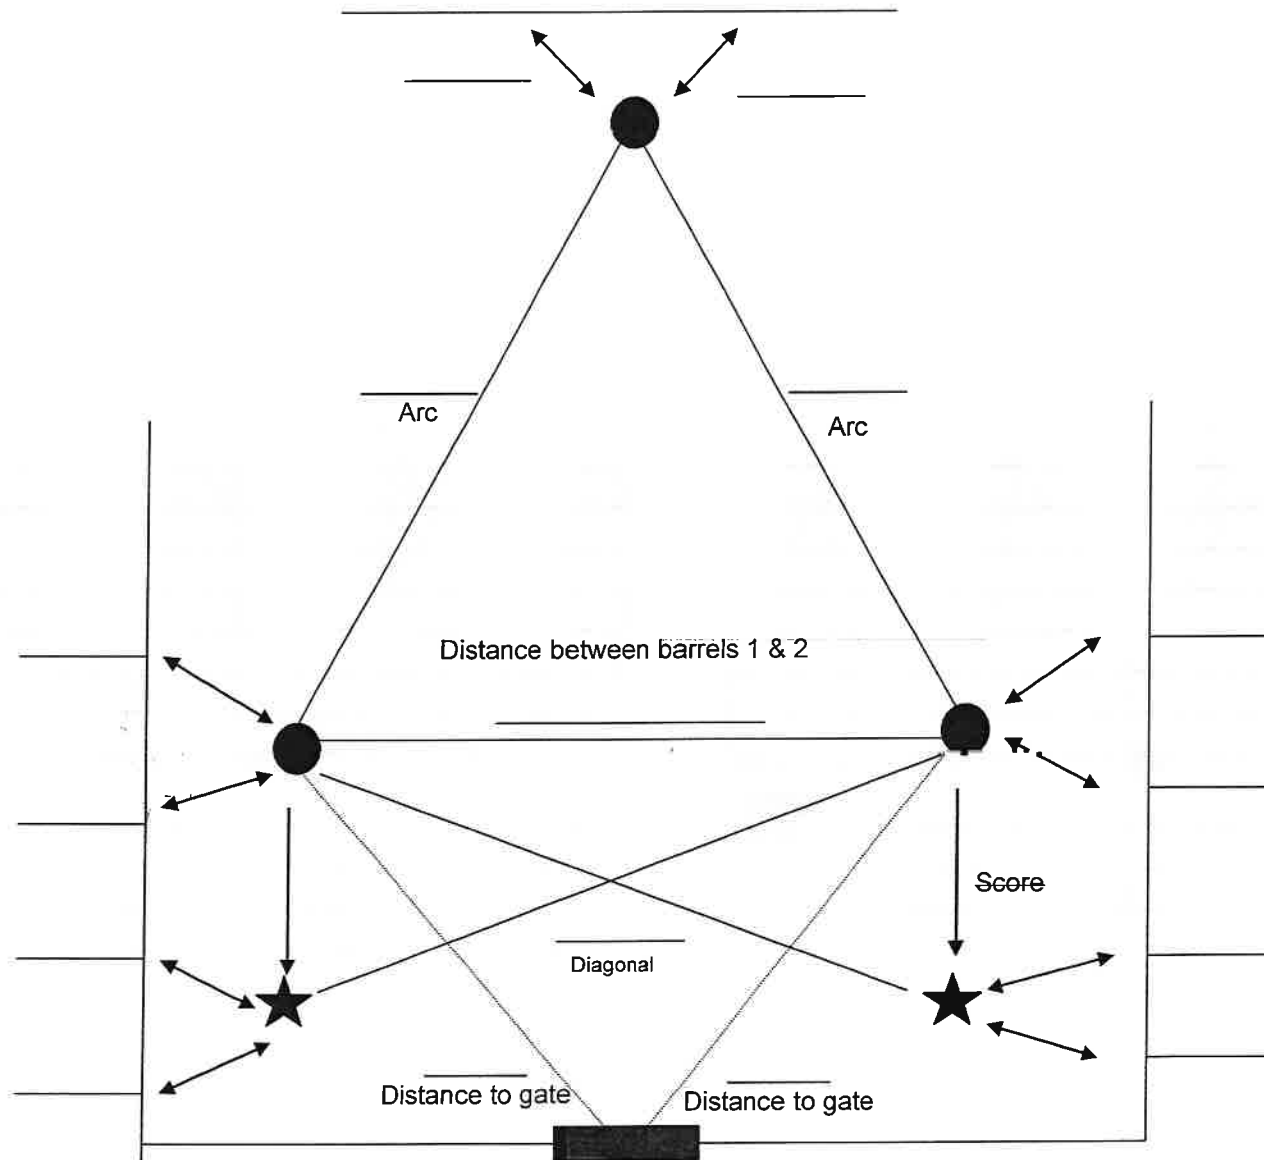 Arc
Arc
Distance between barrels 1 & 2
Score
Diagonal
Distance to gate
Distance to gate